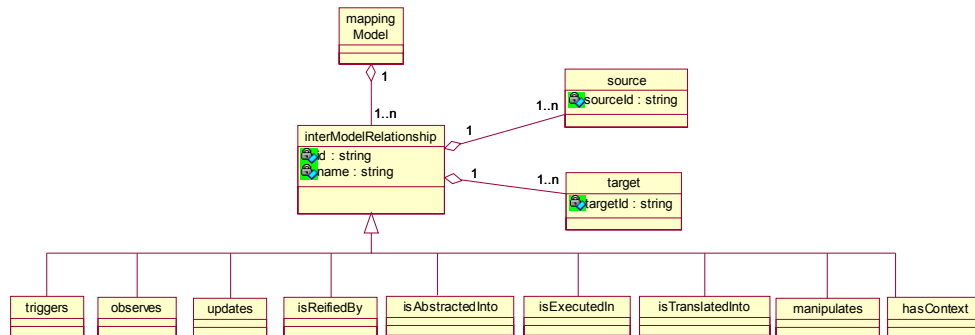 mapping
Model
1
1..n
source
sourceId : string
1..n
1
interModelRelationship
id : string
name : string
1
1..n
target
targetId : string
triggers
observes
updates
isReifiedBy
isAbstractedInto
isExecutedIn
isTranslatedInto
manipulates
hasContext